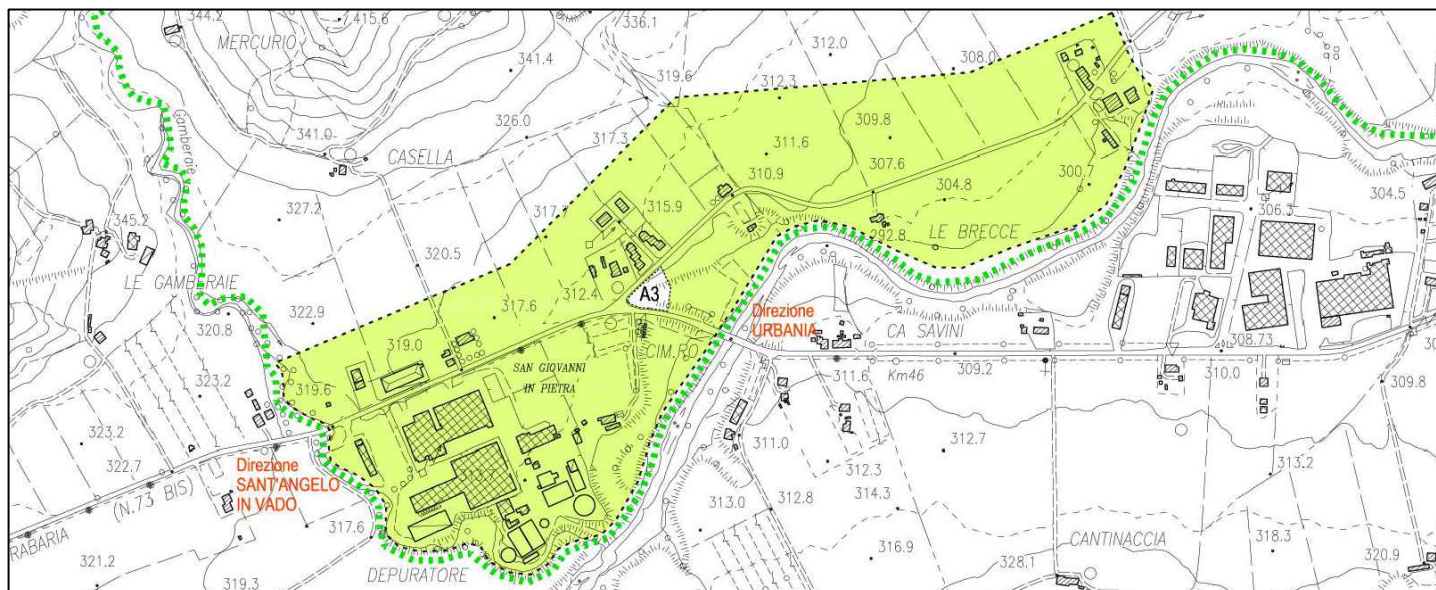 344.2
415.6
336.1
MERCURIO
341.4
312.0
308.0
319.6
312.3
Gamberaie
326.0
309.8
341.0
317.3
CASELLA
311.6
307.6
310.9
300.7
304.8
327.2
317.7
315.9
304.5
306.3
345.2
LE BRECCE
292.8
320.5
LE GAMBERAIE
312.4
A3
317.6
322.9
320.8
Direzione
URBANIA
CA SAVINI
CIM.RO
319.0
308.73
SAN GIOVANNI
IN PIETRA
311.6
309.2
310.0
Km46
323.2
319.6
309.8
323.2
311.0
312.7
322.7
Direzione
SANT'ANGELO
IN VADO
312.3
313.2
(N.73 BIS)
313.0
312.8
314.3
317.6
RABARIA
CANTINACCIA
316.9
318.3
321.2
328.1
320.9
DEPURATORE
319.3